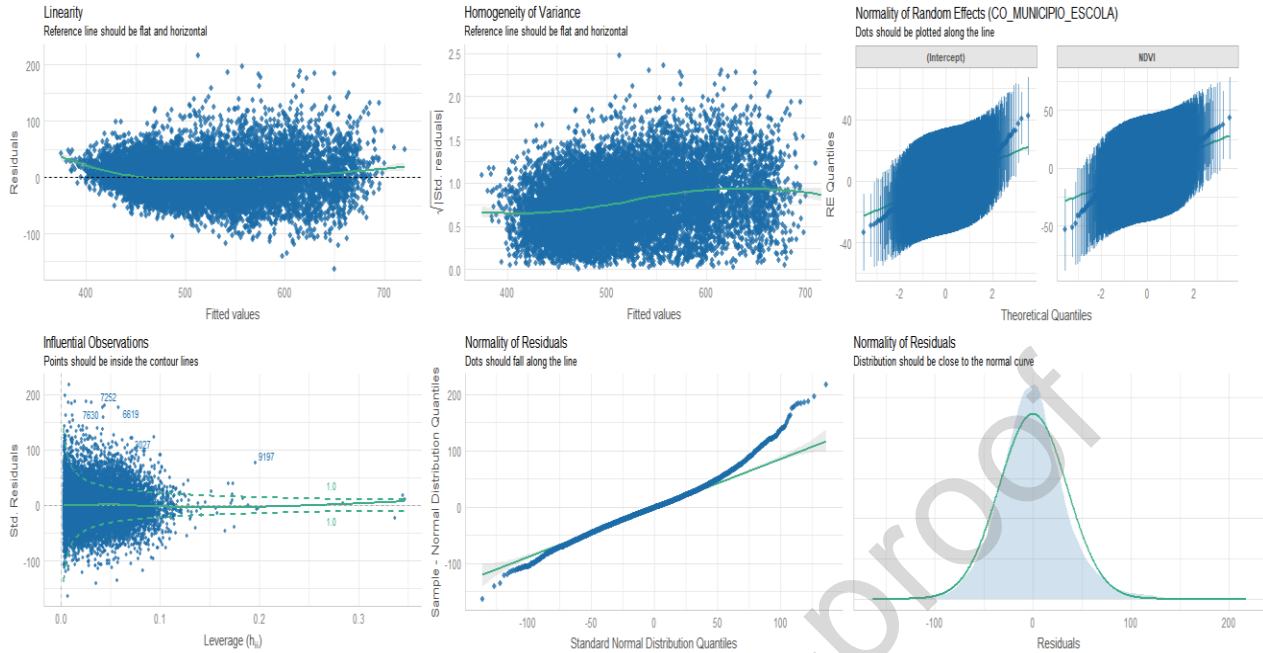 Linearity
Reference line should be flat and horizontal
200
100
0
-100
Residuals
400
500
600
700
Fitted values
Homogeneity of Variance
Reference line should be flat and horizontal
2.5
2.0
1.5
1.0
0.5
0.0
√|Std. residuals|
400
500
600
700
Fitted values
Normality of Random Effects (CO_MUNICIPIO_ESCOLA)
Dots should be plotted along the line
(Intercept)
NDVI
40
0
-40
50
0
-50
RE Quantiles
-2
0
2
-2
0
2
Theoretical Quantiles
Influential Observations
Points should be inside the contour lines
200
100
0
-100
Std. Residuals
7252
7630
6619
9197
1.0
1.0
0.0
0.1
0.2
0.3
Leverage (hᵢᵢ)
Normality of Residuals
Dots should fall along the line
200
100
0
-100
Sample - Normal Distribution Quantiles
-100
-50
0
50
100
Standard Normal Distribution Quantiles
Normality of Residuals
Distribution should be close to the normal curve
-100
0
100
200
Residuals
proof